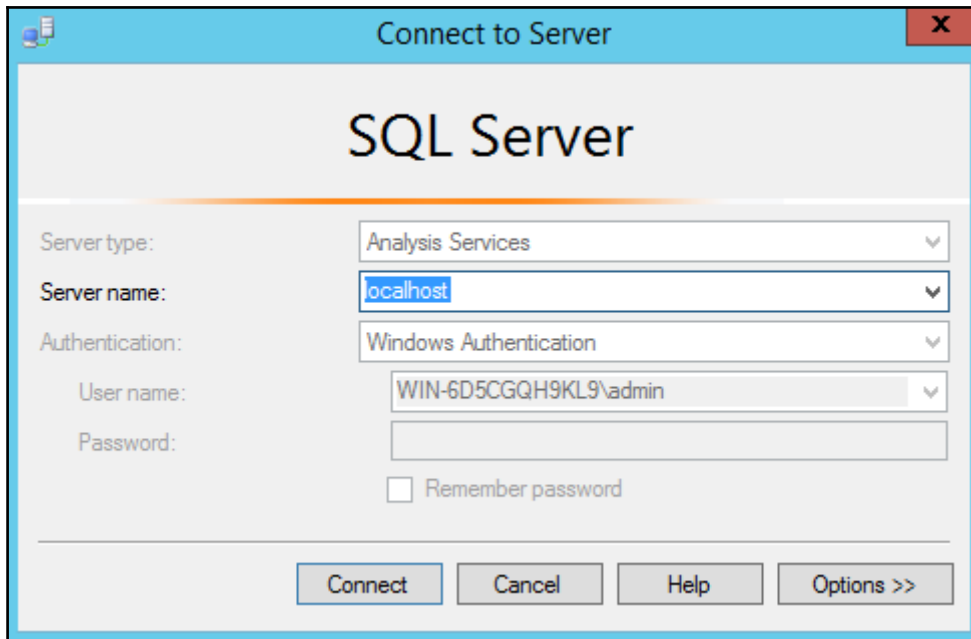 Connect to Server
x
SQL Server
Server type: Analysis Services
Server name: localhost
Authentication: Windows Authentication
User name: WIN-6D5CGQH9KL9\admin
Password:
Remember password
Connect Cancel Help Options >>